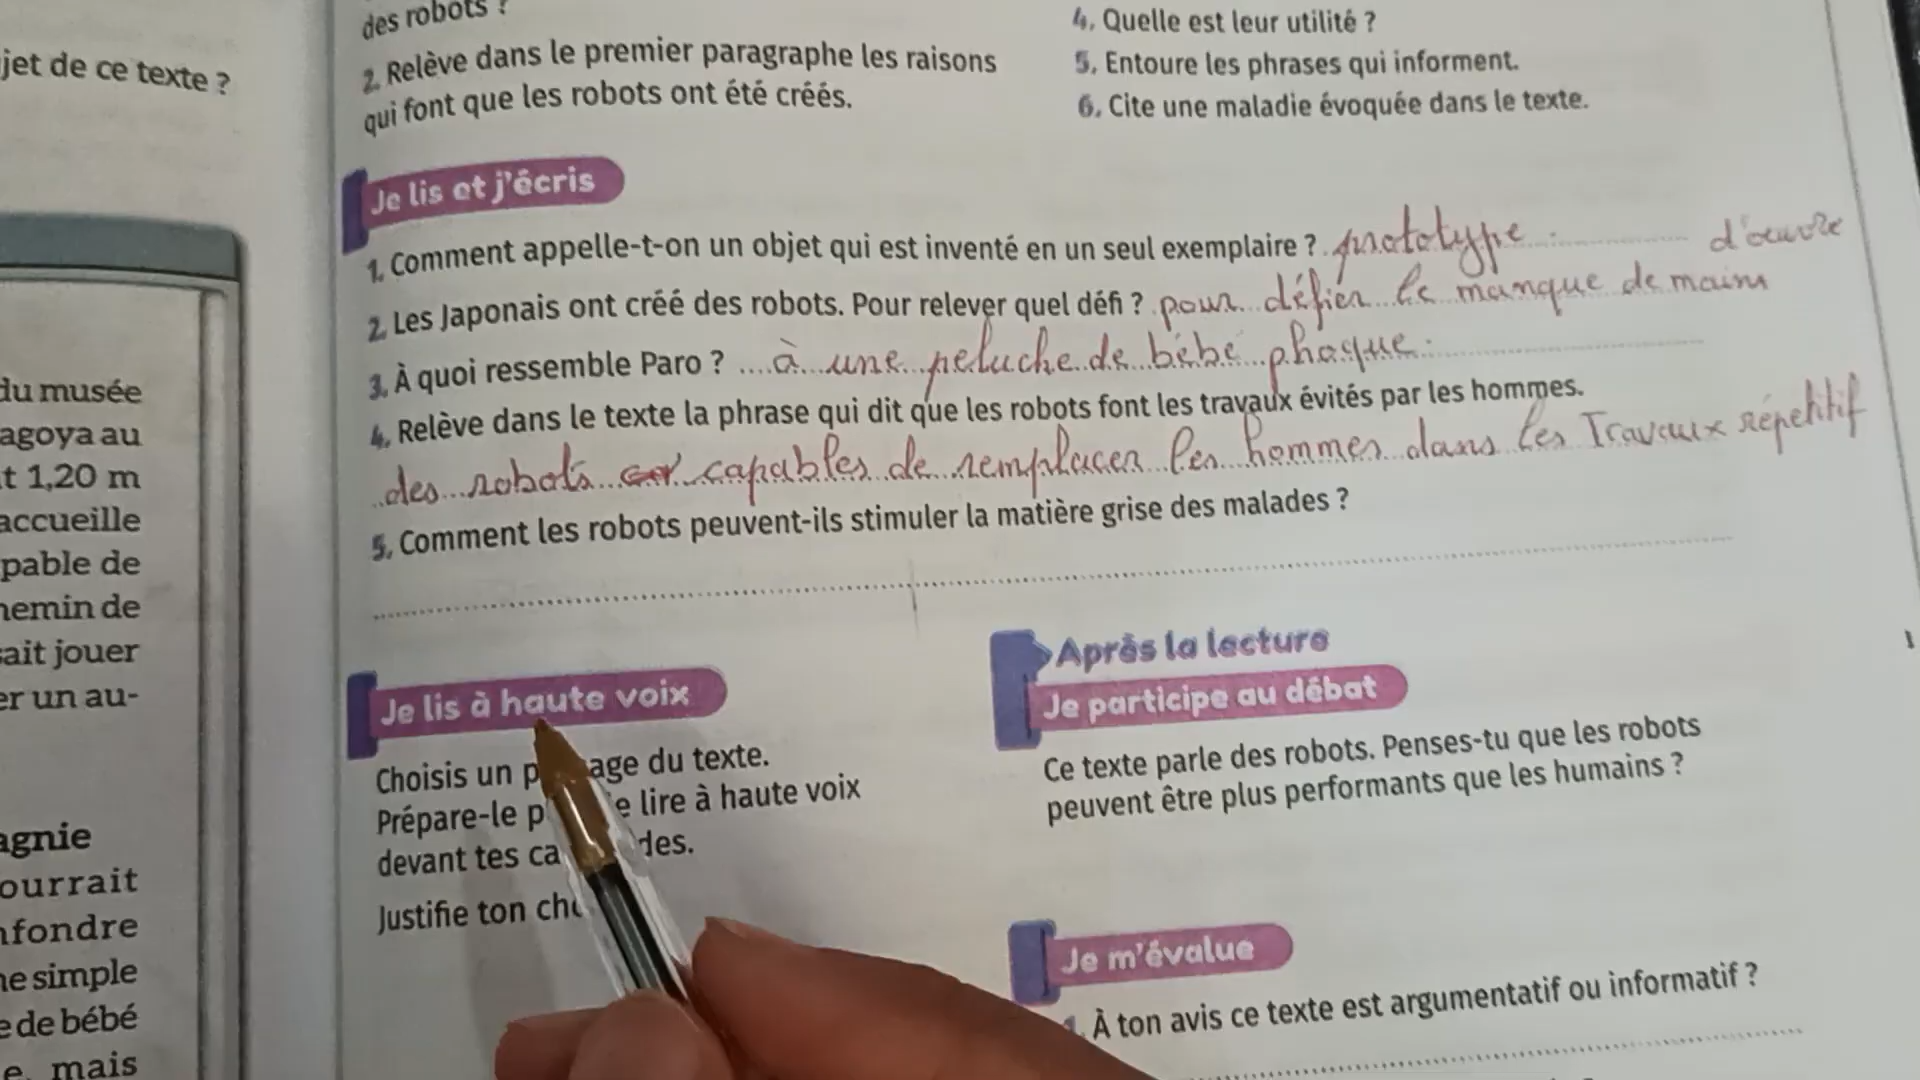 jet de ce texte ?
du musée
agoya au
t 1,20 m
accueille
pable de
hemin de
sait jouer
er un au-
agnie
ourrait
nfondre
ne simple
e de bébé
e, mais
des robots ?
2. Relève dans le premier paragraphe les raisons
qui font que les robots ont été créés.
4. Quelle est leur utilité ?
5. Entoure les phrases qui informent.
6. Cite une maladie évoquée dans le texte.
Je lis et j'écris
1. Comment appelle-t-on un objet qui est inventé en un seul exemplaire ? prototype
d'œuvre
2. Les Japonais ont créé des robots. Pour relever quel défi ? pour défier le manque de mains
3. À quoi ressemble Paro ? à une peluche de bébé phoque.
4. Relève dans le texte la phrase qui dit que les robots font les travaux évités par les hommes.
des robots capables de remplacer les hommes dans les Travaux répetitif
5. Comment les robots peuvent-ils stimuler la matière grise des malades ?
Je lis à haute voix
Choisis un p age du texte.
Prépare-le p e lire à haute voix
devant tes ca des.
Justifie ton cho
Après la lecture
Je participe au débat
Ce texte parle des robots. Penses-tu que les robots
peuvent être plus performants que les humains ?
Je m'évalue
1. À ton avis ce texte est argumentatif ou informatif ?